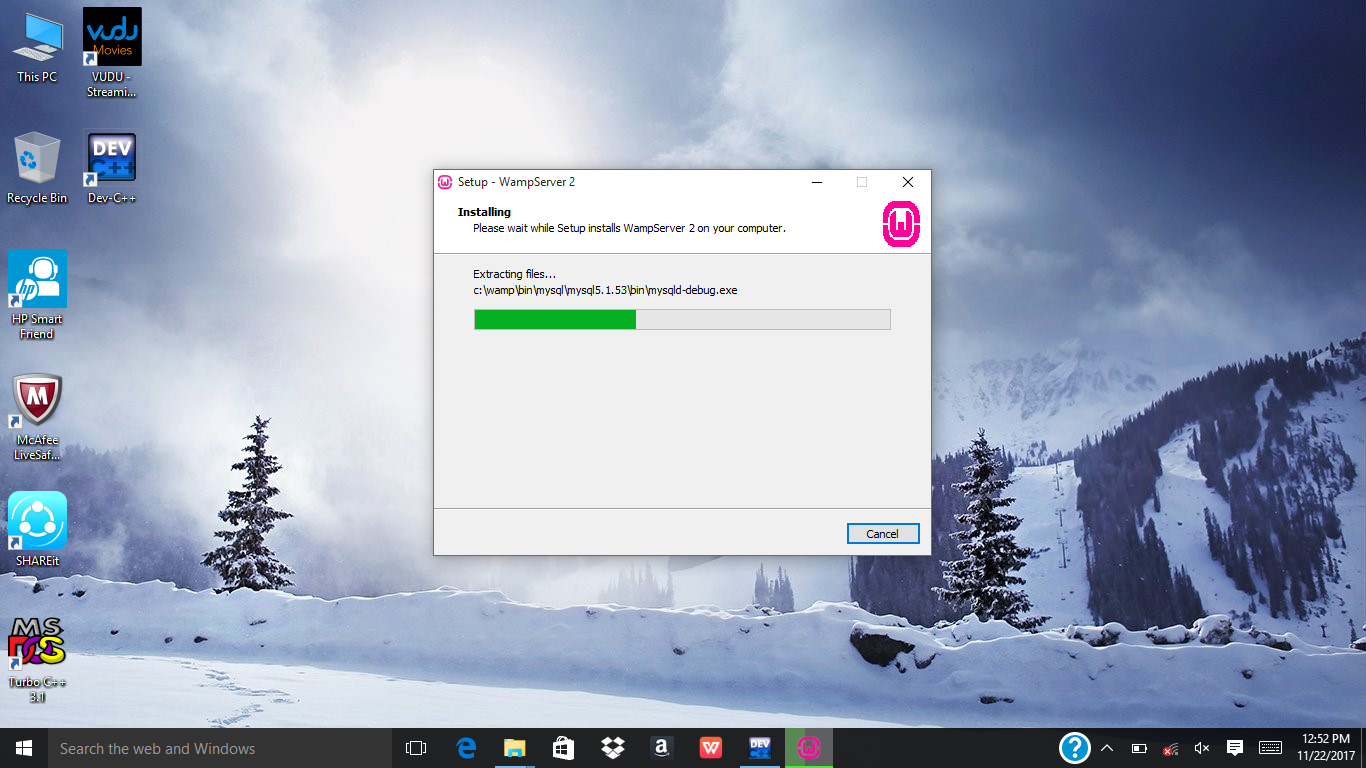 This PC
VUDU
Movies
VUDU -
Streami...
Recycle Bin
DEV
C++
Dev-C++
hp
HP Smart
Friend
M
McAfee
LiveSaf...
SHAREit
MS
DOS
Turbo C++
3.1
Setup - WampServer 2
Installing
Please wait while Setup installs WampServer 2 on your computer.
W
Extracting files...
c:\wamp\bin\mysql\mysql5.1.53\bin\mysqld-debug.exe
Cancel
Search the web and Windows
12:52 PM
11/22/2017